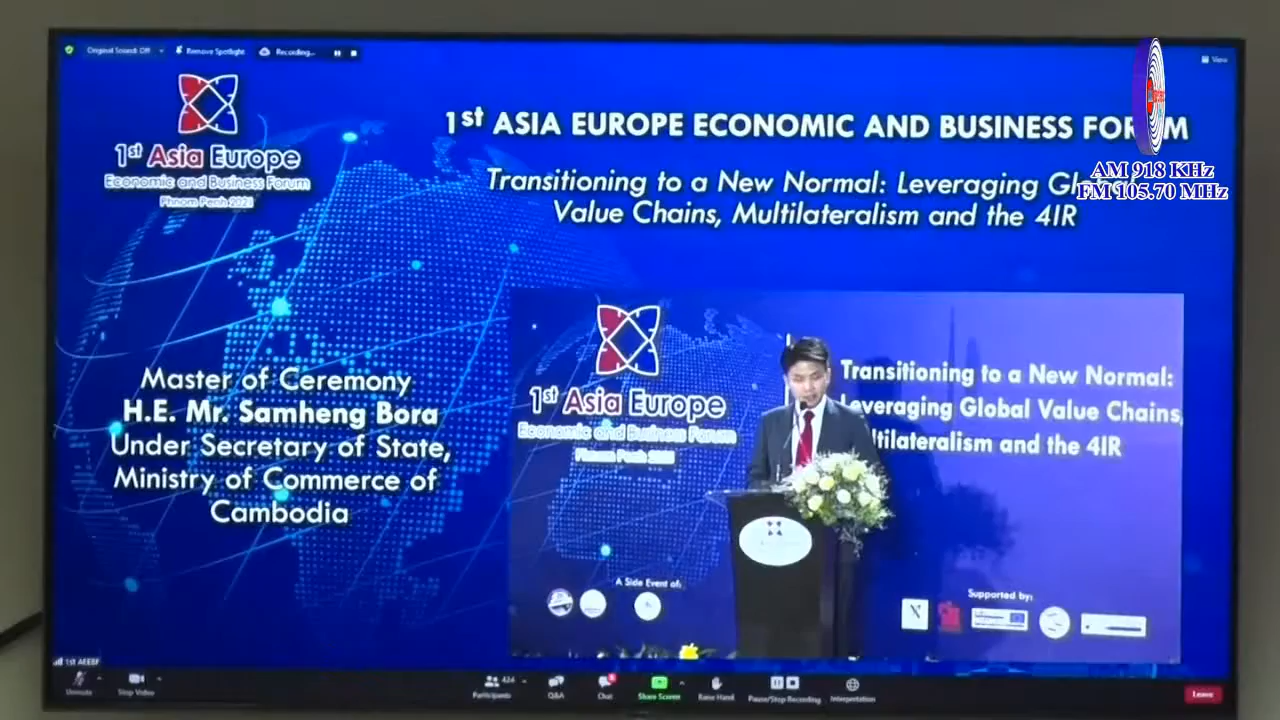 Original Sound: Off
Remove Spotlight
Recording...
View
1st Asia Europe
Economic and Business Forum
Phnom Penh 2021
1st ASIA EUROPE ECONOMIC AND BUSINESS FORUM
Transitioning to a New Normal: Leveraging Gl
Value Chains, Multilateralism and the 4IR
AM 918 KHz
FM 105.70 MHz
Master of Ceremony
H.E. Mr. Samheng Bora
Under Secretary of State,
Ministry of Commerce of
Cambodia
1st Asia Europe
Economic and Business Forum
Phnom Penh 2021
Transitioning to a New Normal:
Leveraging Global Value Chains,
ltilateralism and the 4IR
A Side Event of:
Supported by:
1ST AEEBF
Unmute
Stop Video
424
Participants
Q&A
Chat
Share Screen
Raise Hand
Pause/Stop Recording
Interpretation
Leave